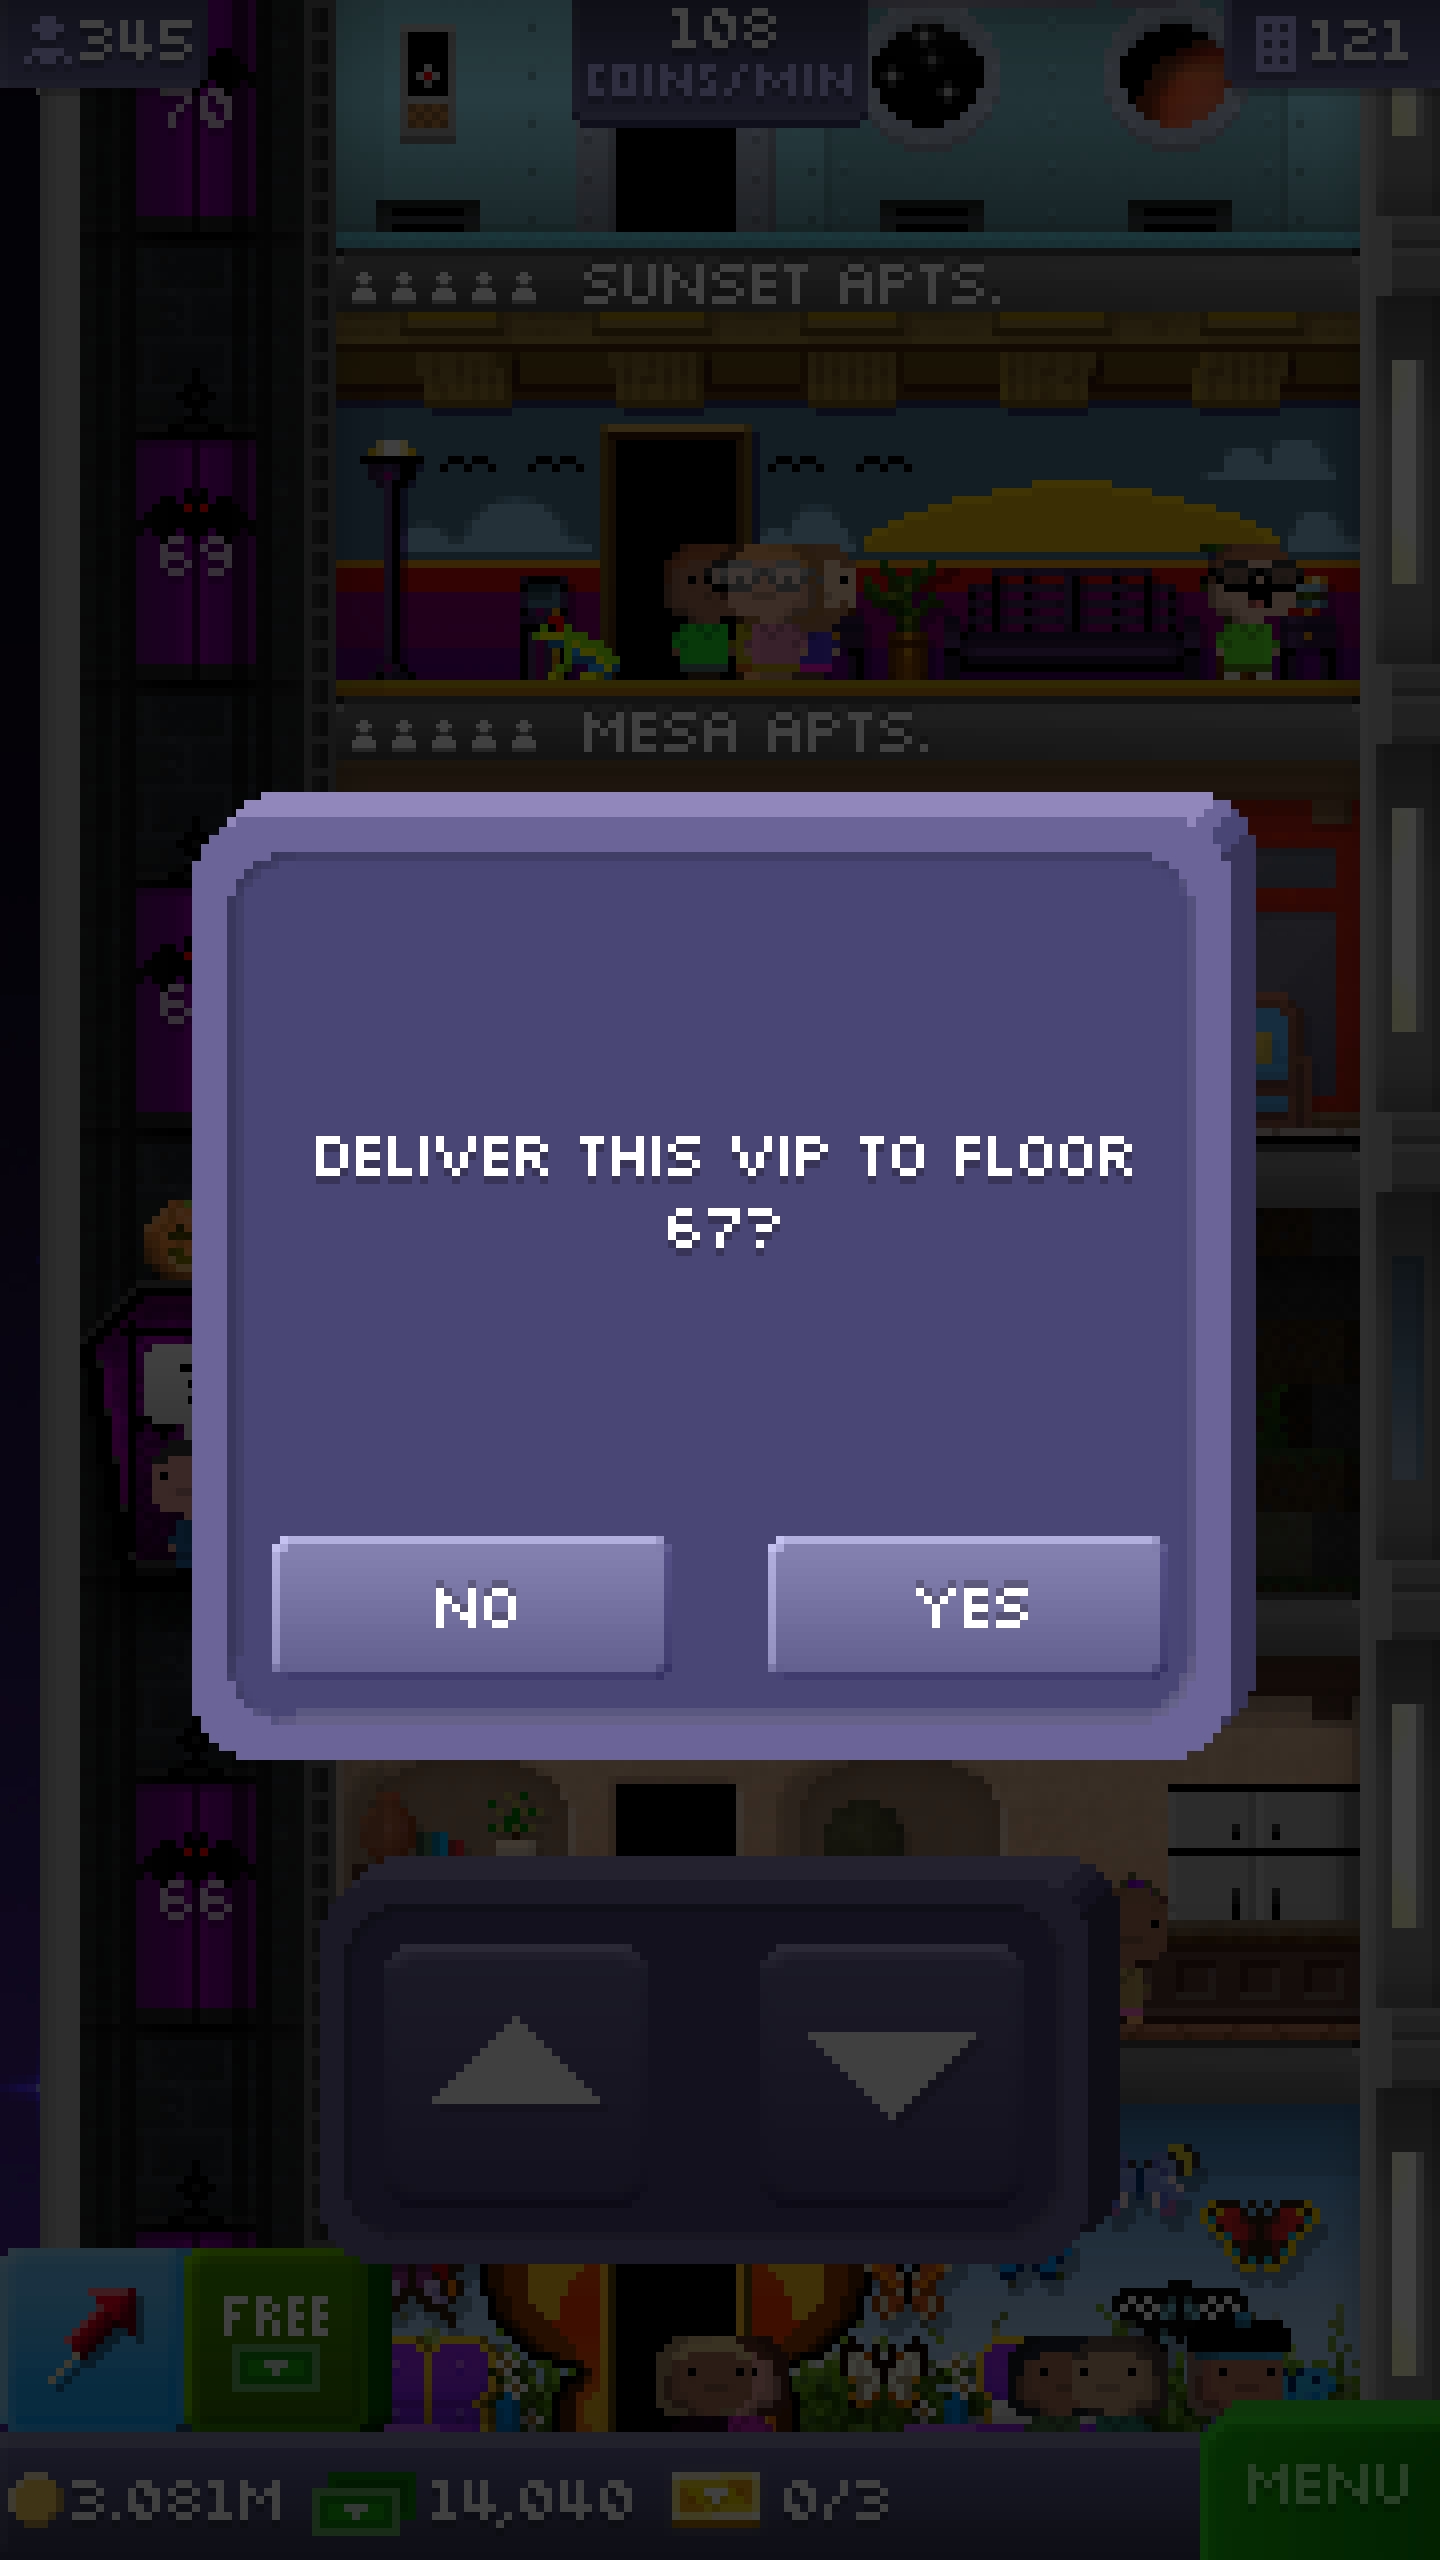 345
108
COINS/MIN
121
70
SUNSET APTS.
69
MESA APTS.
6
DELIVER THIS VIP TO FLOOR
67?
NO
YES
66
FREE
3.081M
14,040
0/3
MENU